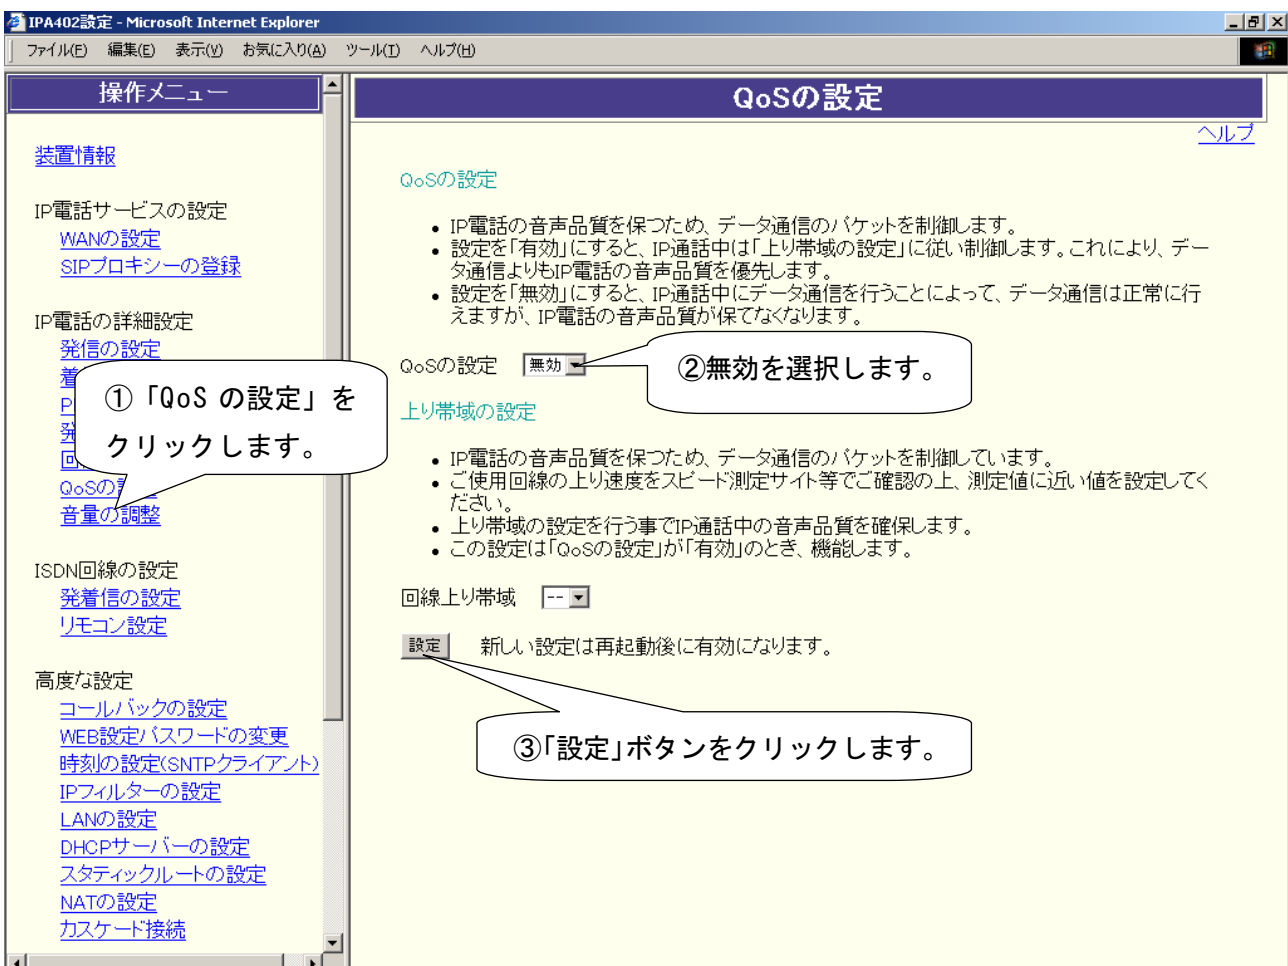 IPA402設定 - Microsoft Internet Explorer
ファイル(F) 編集(E) 表示(V) お気に入り(A) ツール(T) ヘルプ(H)
操作メニュー
装置情報
IP電話サービスの設定
WANの設定
SIPプロキシーの登録
IP電話の詳細設定
発信の設定
着
P
発
回
QoSの設
音量の調整
ISDN回線の設定
発着信の設定
リモコン設定
高度な設定
コールバックの設定
WEB設定パスワードの変更
時刻の設定(SNTPクライアント)
IPフィルターの設定
LANの設定
DHCPサーバーの設定
スタティックルートの設定
NATの設定
カスケード接続
①「QoS の設定」を
クリックします。
QoSの設定
ヘルプ
QoSの設定
IP電話の音声品質を保つため、データ通信のパケットを制御します。
設定を「有効」にすると、IP通話中は「上り帯域の設定」に従い制御します。これにより、デー
タ通信よりもIP電話の音声品質を優先します。
設定を「無効」にすると、IP通話中にデータ通信を行うことによって、データ通信は正常に行
えますが、IP電話の音声品質が保てなくなります。
QoSの設定 無効
②無効を選択します。
上り帯域の設定
IP電話の音声品質を保つため、データ通信のパケットを制御しています。
ご使用回線の上り速度をスピード測定サイト等でご確認の上、測定値に近い値を設定してく
ださい。
上り帯域の設定を行う事でIP通話中の音声品質を確保します。
この設定は「QoSの設定」が「有効」のとき、機能します。
回線上り帯域 --
設定 新しい設定は再起動後に有効になります。
③「設定」ボタンをクリックします。